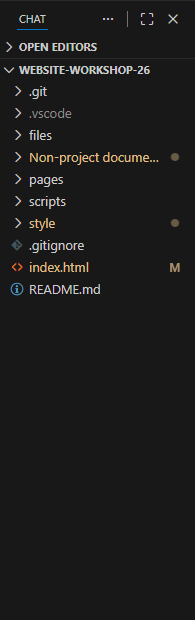 CHAT
OPEN EDITORS
WEBSITE-WORKSHOP-26
.git
.vscode
files
Non-project docume...
pages
scripts
style
.gitignore
index.html M
README.md